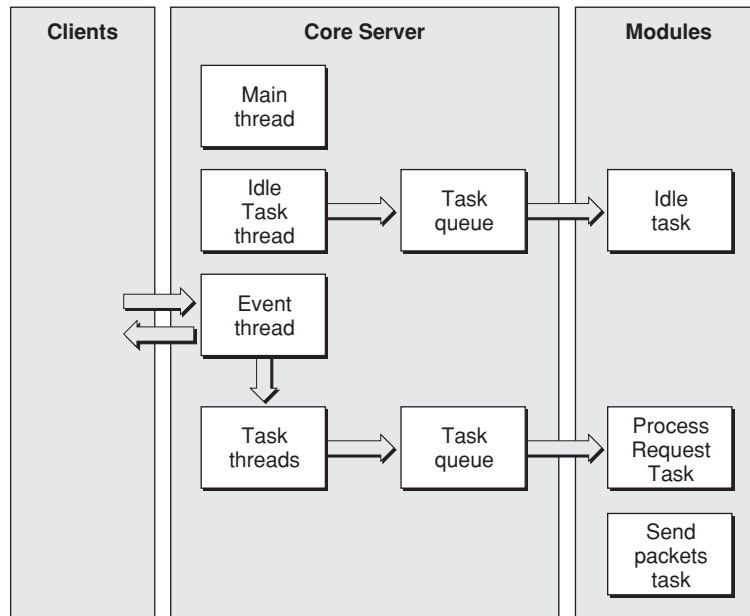 Clients
Core Server
Modules
Main
thread
Idle
Task
thread
Task
queue
Idle
task
Event
thread
Task
threads
Task
queue
Process
Request
Task
Send
packets
task